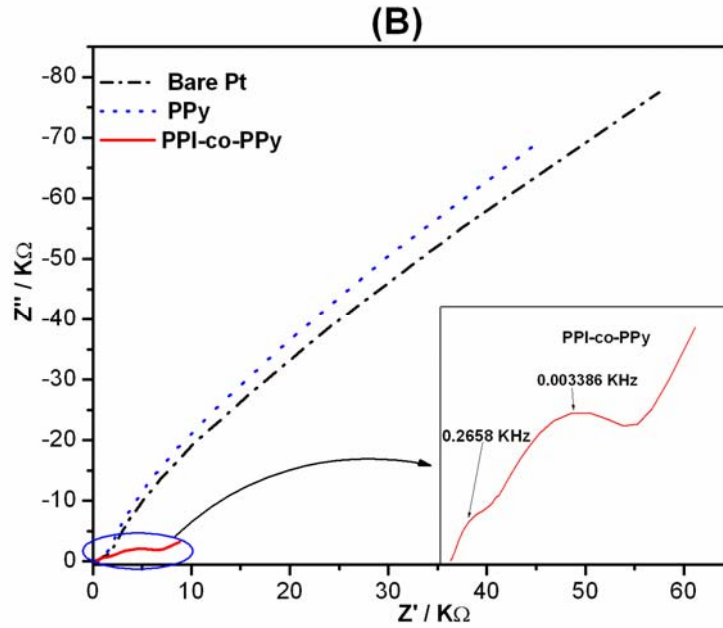 (B)
Z'' / KΩ
-80
-70
-60
-50
-40
-30
-20
-10
0
Bare Pt
PPy
PPI-co-PPy
PPI-co-PPy
0.003386 KHz
0.2658 KHz
0 10 20 30 40 50 60
Z' / KΩ